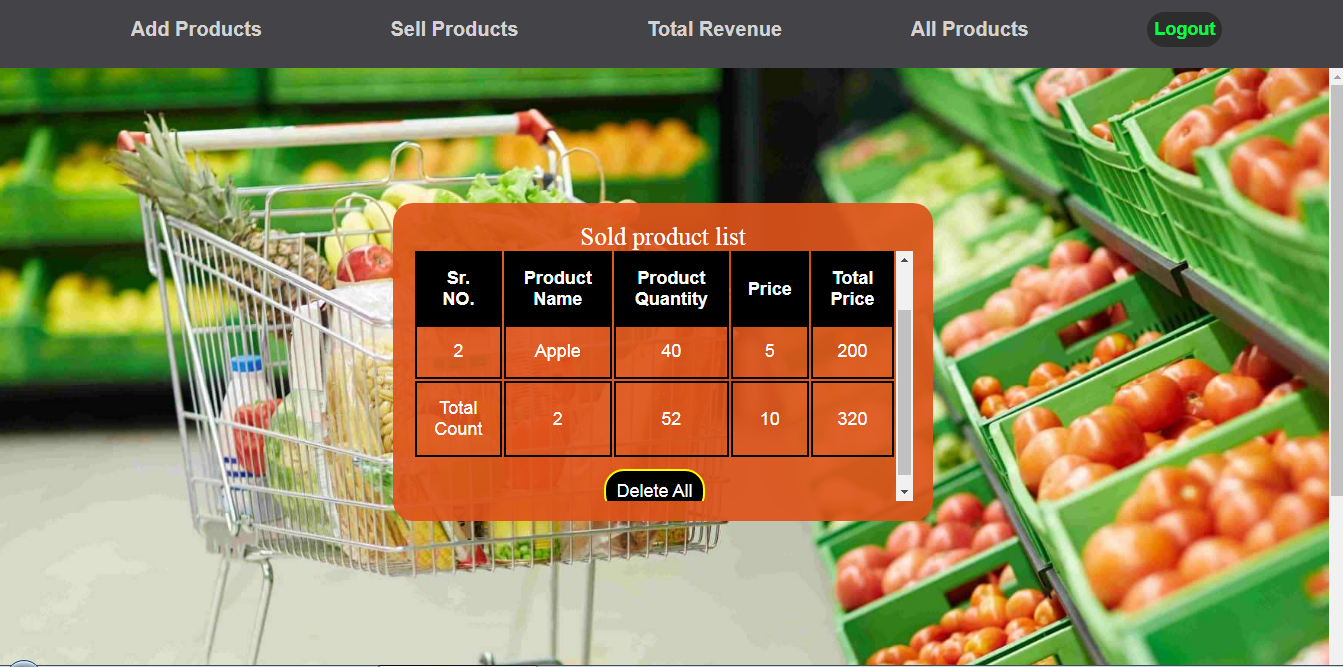 Add Products Sell Products Total Revenue All Products Logout
Sold product list
Sr. NO. Product Name Product Quantity Price Total Price
2 Apple 40 5 200
Total Count 2 52 10 320
Delete All